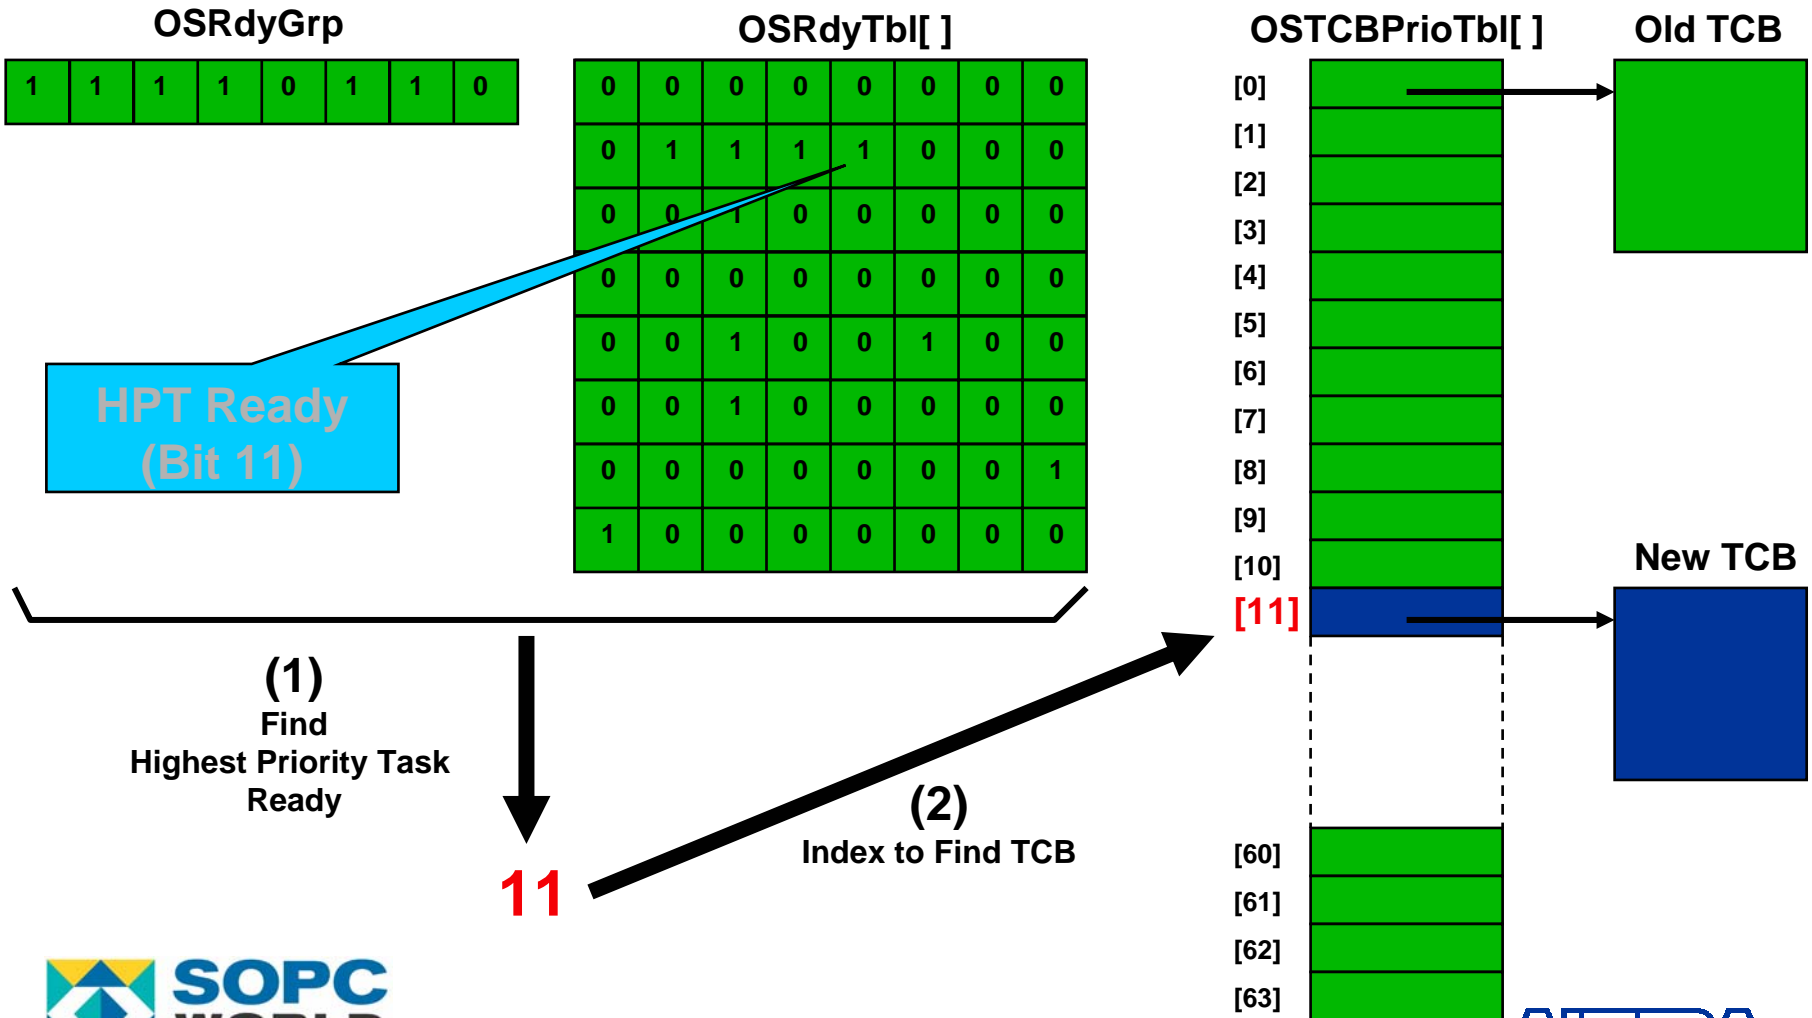 OSRdyGrp
1 1 1 1 0 1 1 0
OSRdyTbl[ ]
0 0 0 0 0 0 0 0
0 1 1 1 1 0 0 0
0 0 1 0 0 0 0 0
0 0 0 0 0 0 0 0
0 0 1 0 0 1 0 0
0 0 1 0 0 0 0 0
0 0 0 0 0 0 0 1
1 0 0 0 0 0 0 0
HPT Ready
(Bit 11)
(1)
Find
Highest Priority Task
Ready
11
(2)
Index to Find TCB
OSTCBPrioTbl[ ]
[0]
[1]
[2]
[3]
[4]
[5]
[6]
[7]
[8]
[9]
[10]
[11]
[60]
[61]
[62]
[63]
Old TCB
New TCB
SOPC
WORLD